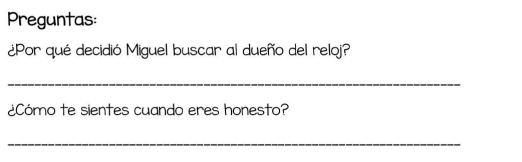 Preguntas:
¿Por qué decidió Miguel buscar al dueño del reloj?
¿Cómo te sientes cuando eres honesto?